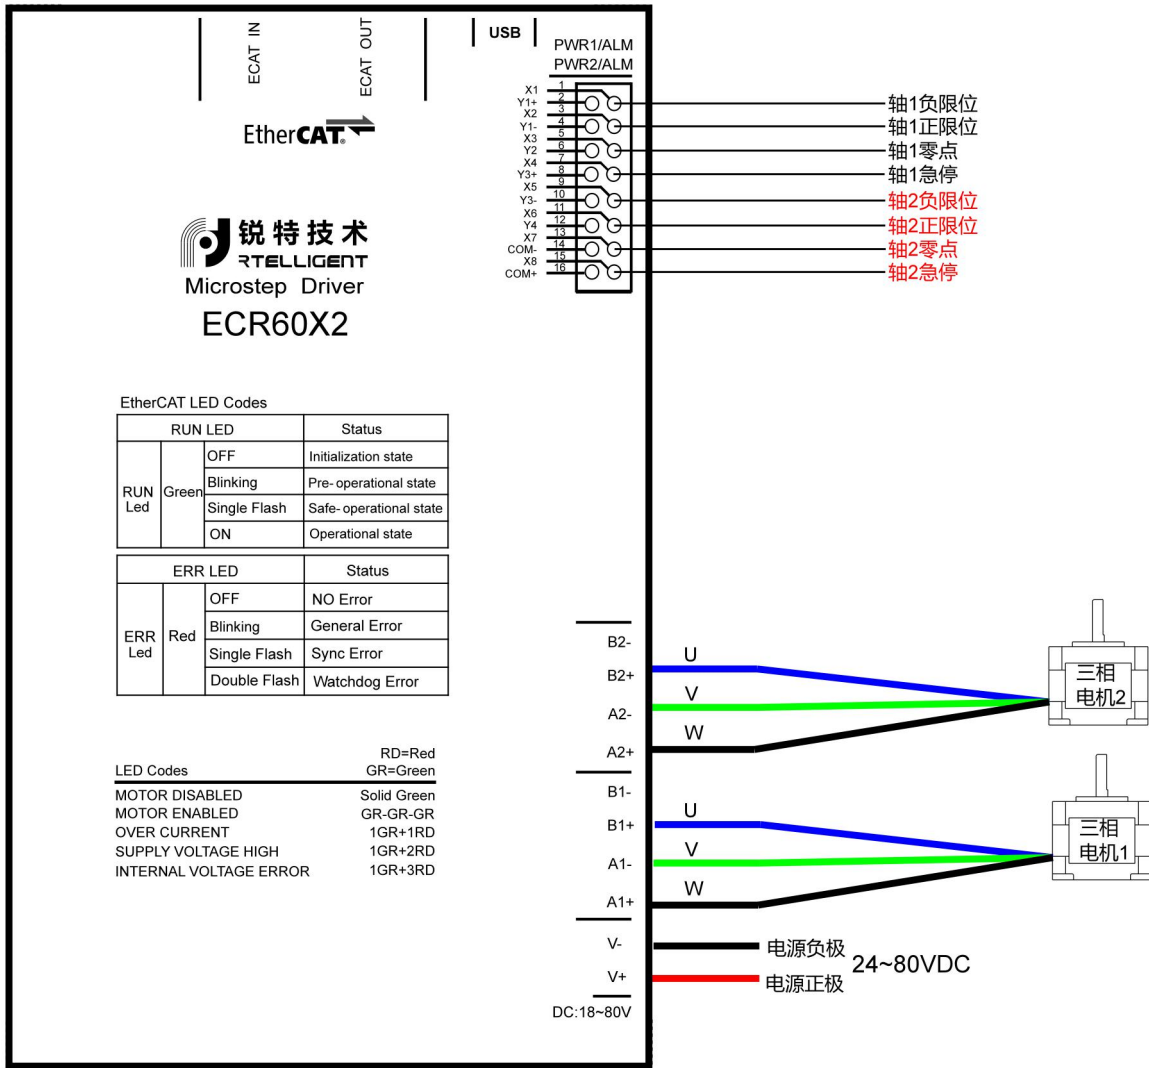 ECAT IN
ECAT OUT
USB
PWR1/ALM
PWR2/ALM
EtherCAT®
X1 1
Y1+ 2
X2 3
Y1- 4
X3 5
Y2 6
X4 7
Y3+ 8
X5 9
Y3- 10
X6 11
Y4 12
X7 13
COM- 14
X8 15
COM+ 16
轴1负限位
轴1正限位
轴1零点
轴1急停
轴2负限位
轴2正限位
轴2零点
轴2急停
锐特技术
RTELLIGENT
Microstep Driver
ECR60X2
EtherCAT LED Codes
RUN LED Status
RUN Led Green
OFF Initialization state
Blinking Pre-operational state
Single Flash Safe-operational state
ON Operational state
ERR LED Status
ERR Led Red
OFF NO Error
Blinking General Error
Single Flash Sync Error
Double Flash Watchdog Error
RD=Red
LED Codes GR=Green
MOTOR DISABLED Solid Green
MOTOR ENABLED GR-GR-GR
OVER CURRENT 1GR+1RD
SUPPLY VOLTAGE HIGH 1GR+2RD
INTERNAL VOLTAGE ERROR 1GR+3RD
B2-
B2+ U
A2- V
A2+ W
三相
电机2
B1-
B1+ U
A1- V
A1+ W
三相
电机1
V- 电源负极
24~80VDC
V+ 电源正极
DC:18~80V